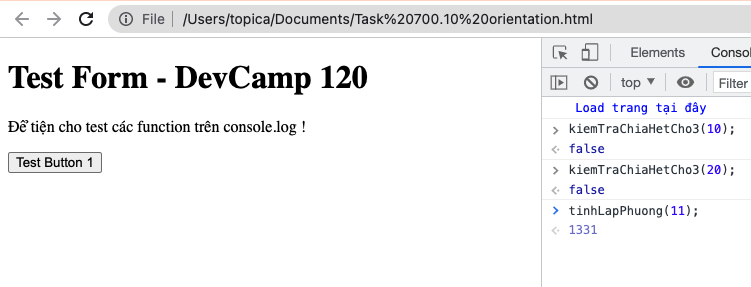 File /Users/topica/Documents/Task%20700.10%20orientation.html
Test Form - DevCamp 120
Để tiện cho test các function trên console.log !
Test Button 1
Elements Conso
top Filter
Load trang tại đây
kiemTraChiaHetCho3(10);
false
kiemTraChiaHetCho3(20);
false
tinhLapPhuong(11);
1331